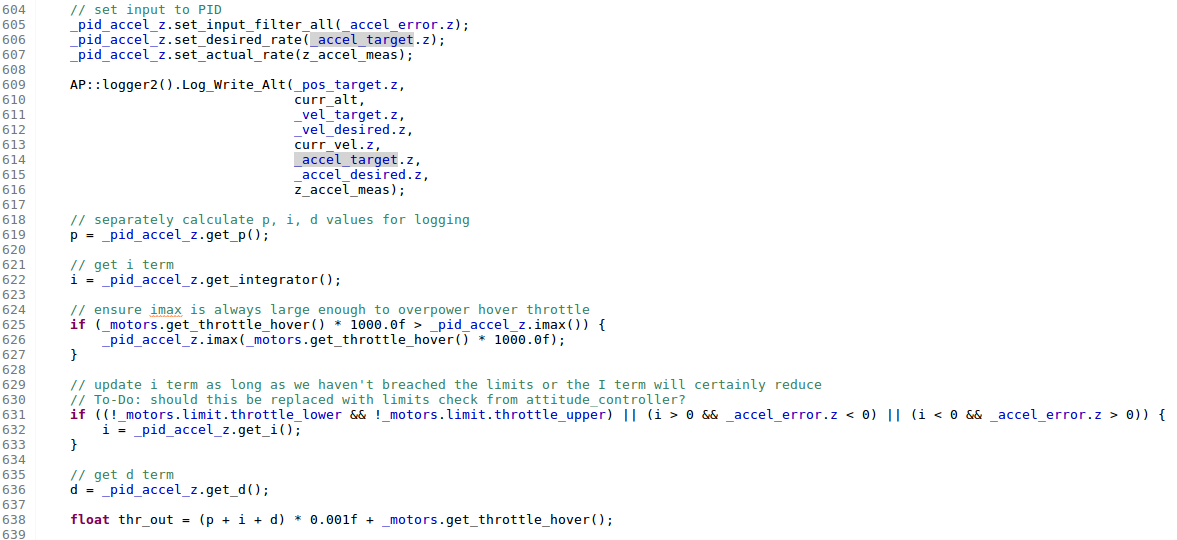 604 // set input to PID
605 _pid_accel_z.set_input_filter_all(_accel_error.z);
606 _pid_accel_z.set_desired_rate(_accel_target.z);
607 _pid_accel_z.set_actual_rate(z_accel_meas);
608
609 AP::logger2().Log_Write_Alt(_pos_target.z,
610 curr_alt,
611 _vel_target.z,
612 _vel_desired.z,
613 curr_vel.z,
614 _accel_target.z,
615 _accel_desired.z,
616 z_accel_meas);
617
618 // separately calculate p, i, d values for logging
619 p = _pid_accel_z.get_p();
620
621 // get i term
622 i = _pid_accel_z.get_integrator();
623
624 // ensure imax is always large enough to overpower hover throttle
625 if (_motors.get_throttle_hover() * 1000.0f > _pid_accel_z.imax()) {
626 _pid_accel_z.imax(_motors.get_throttle_hover() * 1000.0f);
627 }
628
629 // update i term as long as we haven't breached the limits or the I term will certainly reduce
630 // To-Do: should this be replaced with limits check from attitude_controller?
631 if ((!_motors.limit.throttle_lower && !_motors.limit.throttle_upper) || (i > 0 && _accel_error.z < 0) || (i < 0 && _accel_error.z > 0)) {
632 i = _pid_accel_z.get_i();
633 }
634
635 // get d term
636 d = _pid_accel_z.get_d();
637
638 float thr_out = (p + i + d) * 0.001f + _motors.get_throttle_hover();
639